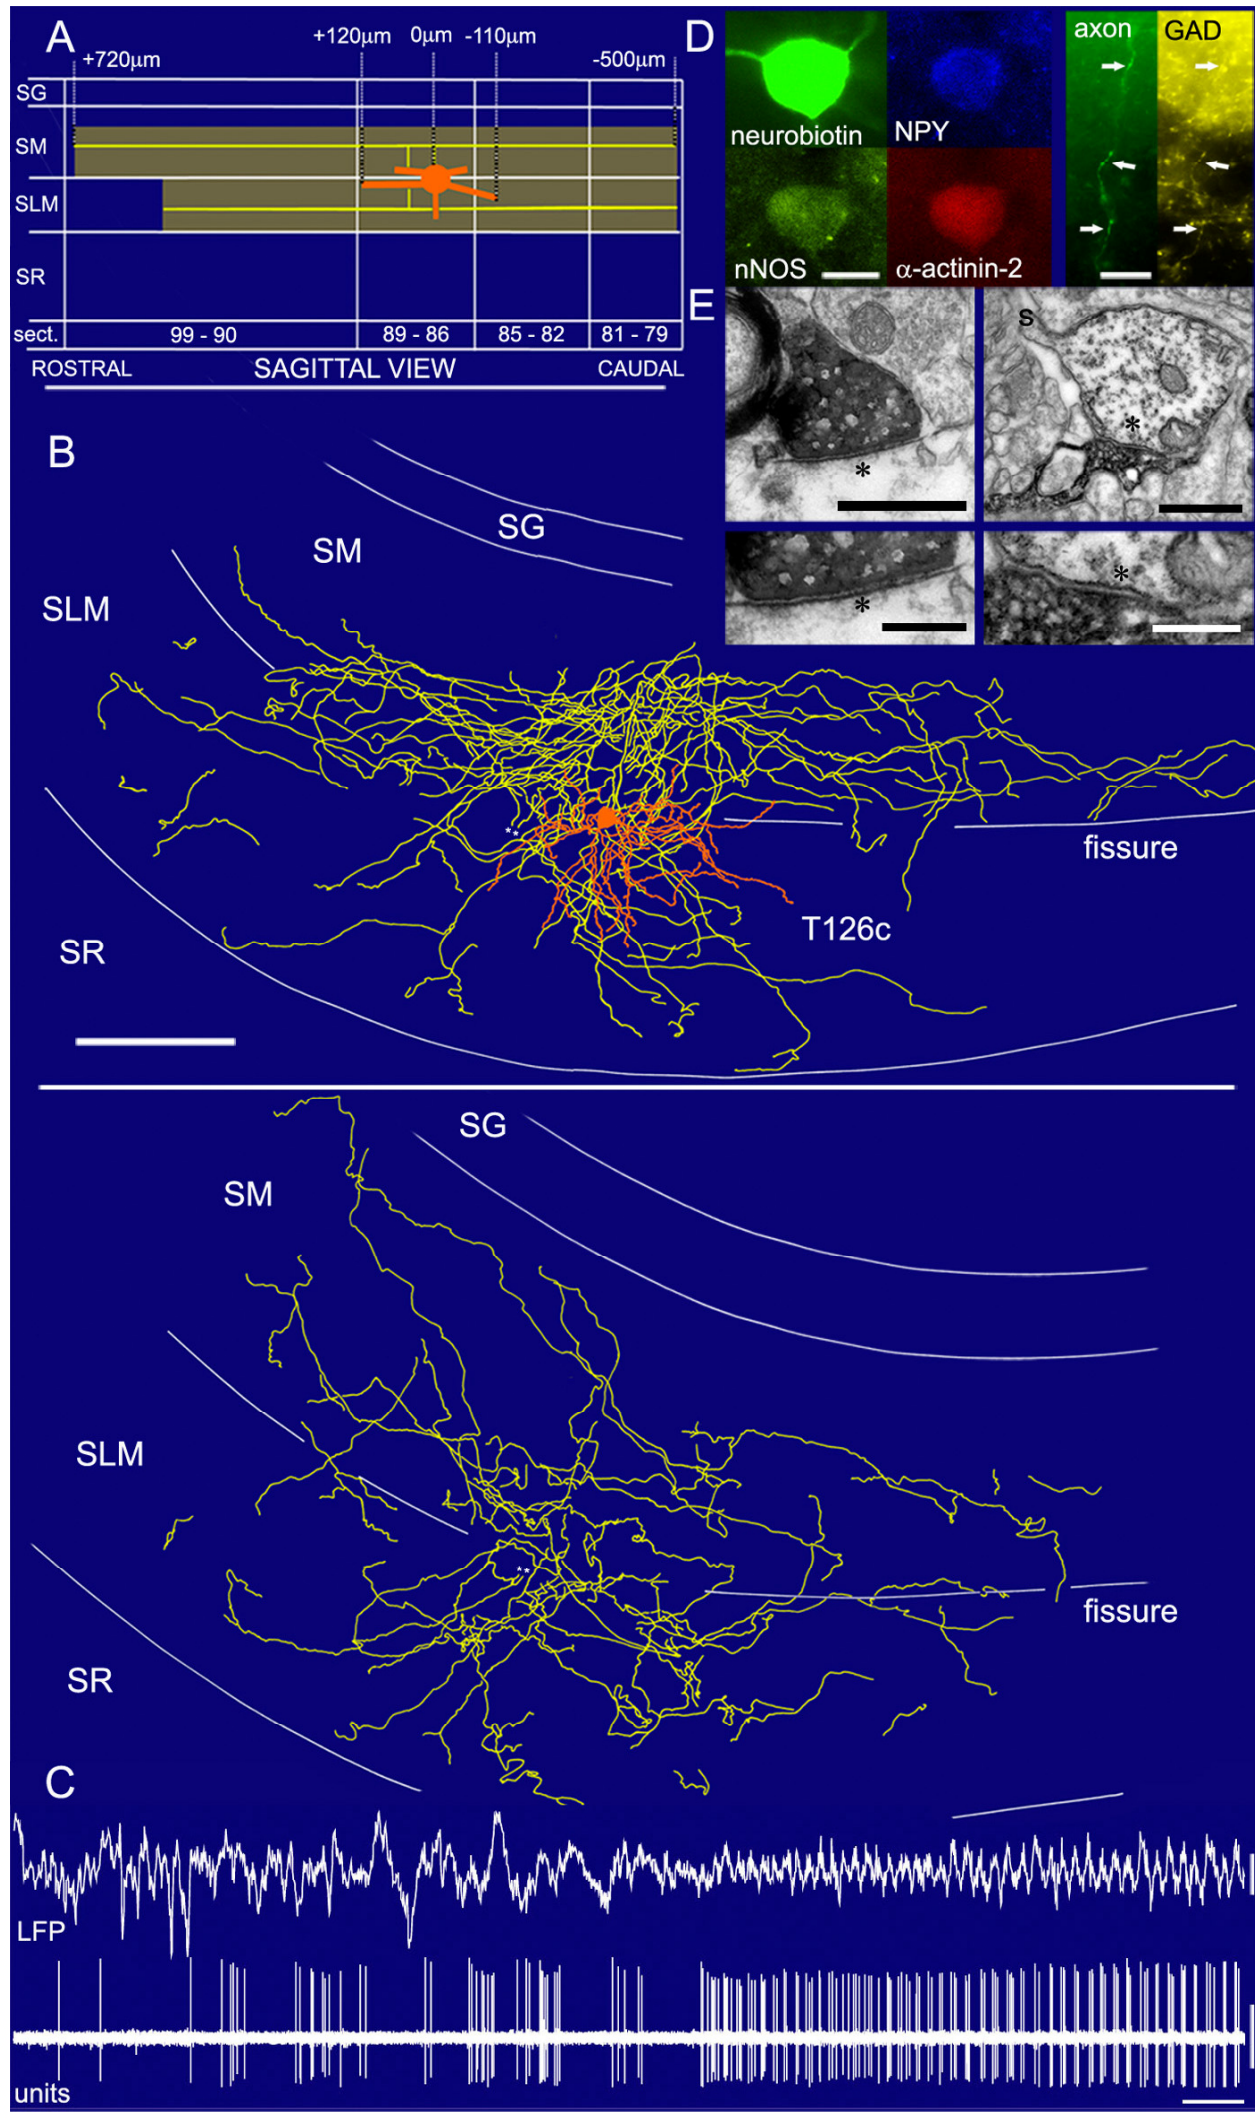 A
+720µm
+120µm
0µm
-110µm
-500µm
SG
SM
SLM
SR
sect.
99 - 90
89 - 86
85 - 82
81 - 79
ROSTRAL
SAGITTAL VIEW
CAUDAL
D
neurobiotin
NPY
nNOS
α-actinin-2
axon
GAD
E
S
*
*
*
*
B
SG
SM
SLM
**
fissure
T126c
SR
SG
SM
SLM
**
fissure
SR
C
LFP
units